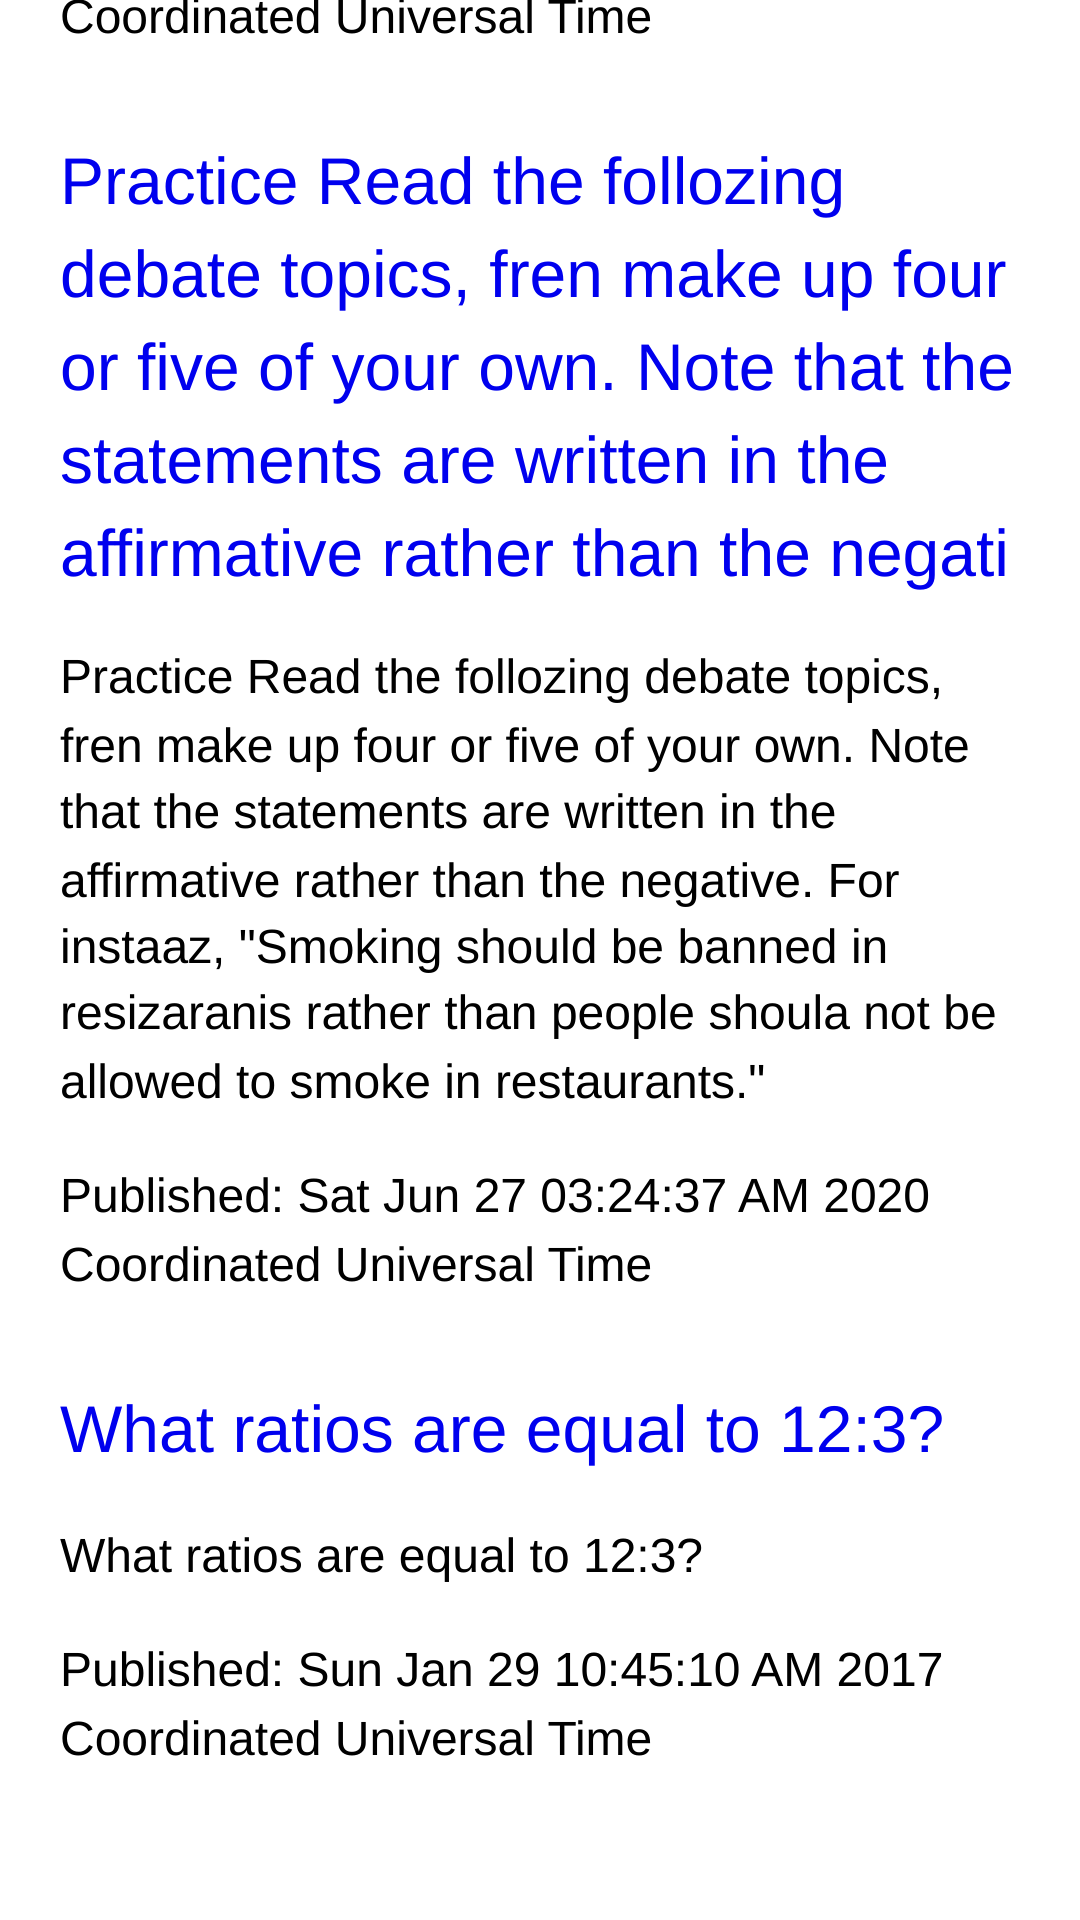 Coordinated Universal Time
Practice Read the follozing
debate topics, fren make up four
or five of your own. Note that the
statements are written in the
affirmative rather than the negati
Practice Read the follozing debate topics,
fren make up four or five of your own. Note
that the statements are written in the
affirmative rather than the negative. For
instaaz, "Smoking should be banned in
resizaranis rather than people shoula not be
allowed to smoke in restaurants."
Published: Sat Jun 27 03:24:37 AM 2020
Coordinated Universal Time
What ratios are equal to 12:3?
What ratios are equal to 12:3?
Published: Sun Jan 29 10:45:10 AM 2017
Coordinated Universal Time